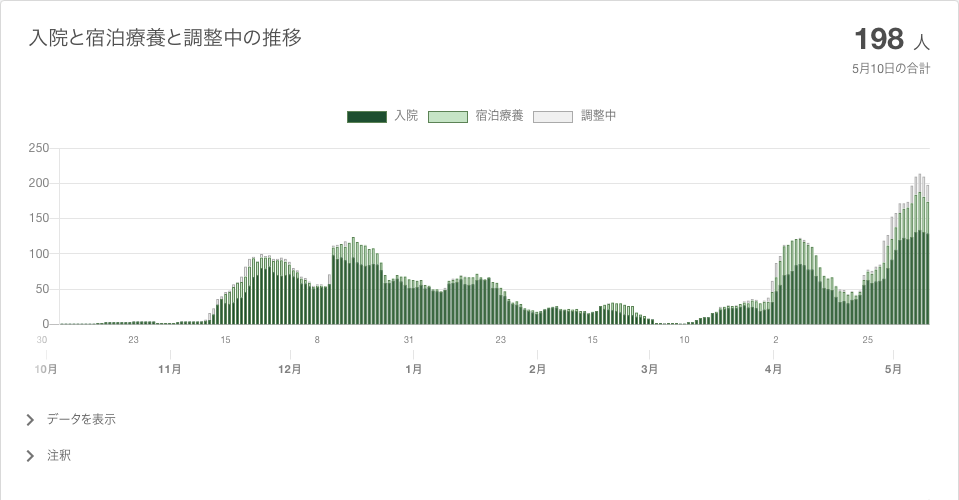 入院と宿泊療養と調整中の推移
198 人
5月10日の合計
入院 宿泊療養 調整中
250
200
150
100
50
0
30 23 15 8 31 23 15 10 2 25
10月 11月 12月 1月 2月 3月 4月 5月
データを表示
注釈